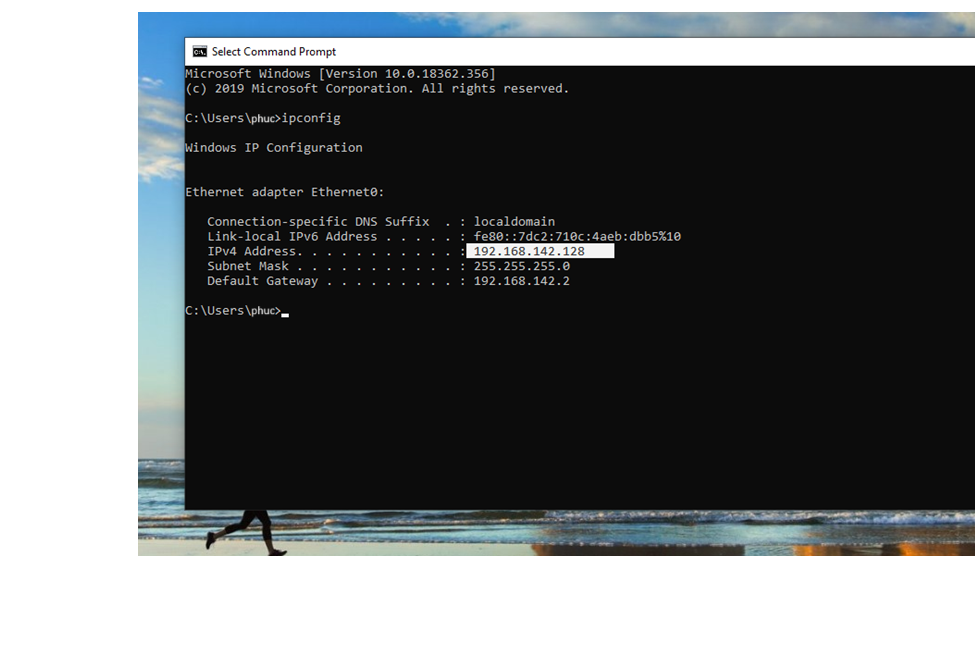 Select Command Prompt
Microsoft Windows [Version 10.0.18362.356]
(c) 2019 Microsoft Corporation. All rights reserved.
C:\Users\phuc>ipconfig
Windows IP Configuration
Ethernet adapter Ethernet0:
Connection-specific DNS Suffix . : localdomain
Link-local IPv6 Address . . . . . : fe80::7dc2:710c:4aeb:dbb5%10
IPv4 Address. . . . . . . . . . . : 192.168.142.128
Subnet Mask . . . . . . . . . . . : 255.255.255.0
Default Gateway . . . . . . . . . : 192.168.142.2
C:\Users\phuc>